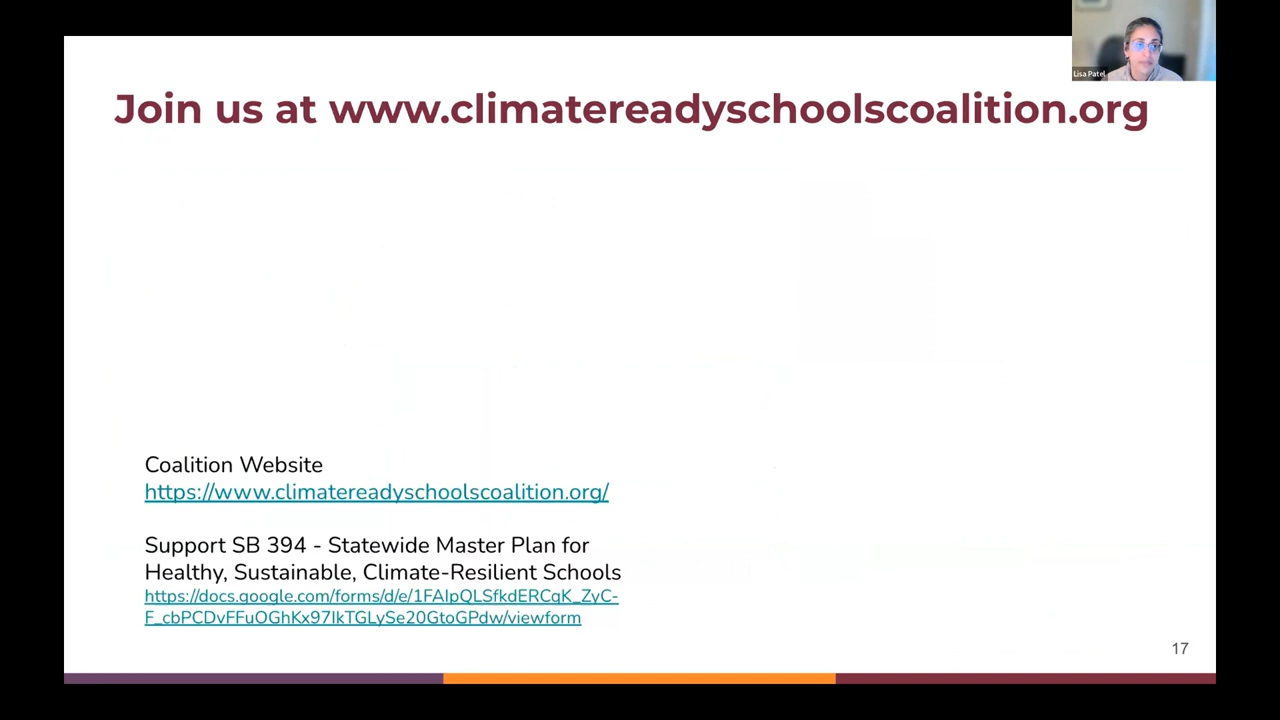 Lisa Patel
Join us at www.climatereadyschoolscoalition.org
Coalition Website
https://www.climatereadyschoolscoalition.org/
Support SB 394 - Statewide Master Plan for
Healthy, Sustainable, Climate-Resilient Schools
https://docs.google.com/forms/d/e/1FAIpQLSfkdERCqK_ZyC-
F_cbPCDvFFuOGhKx97IkTGLySe20GtoGPdw/viewform
17